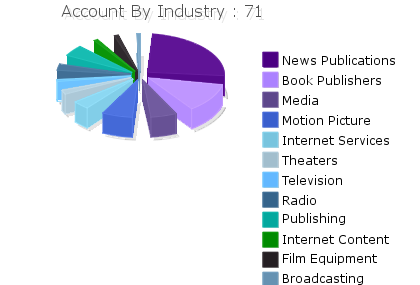 Account By Industry : 71
News Publications
Book Publishers
Media
Motion Picture
Internet Services
Theaters
Television
Radio
Publishing
Internet Content
Film Equipment
Broadcasting